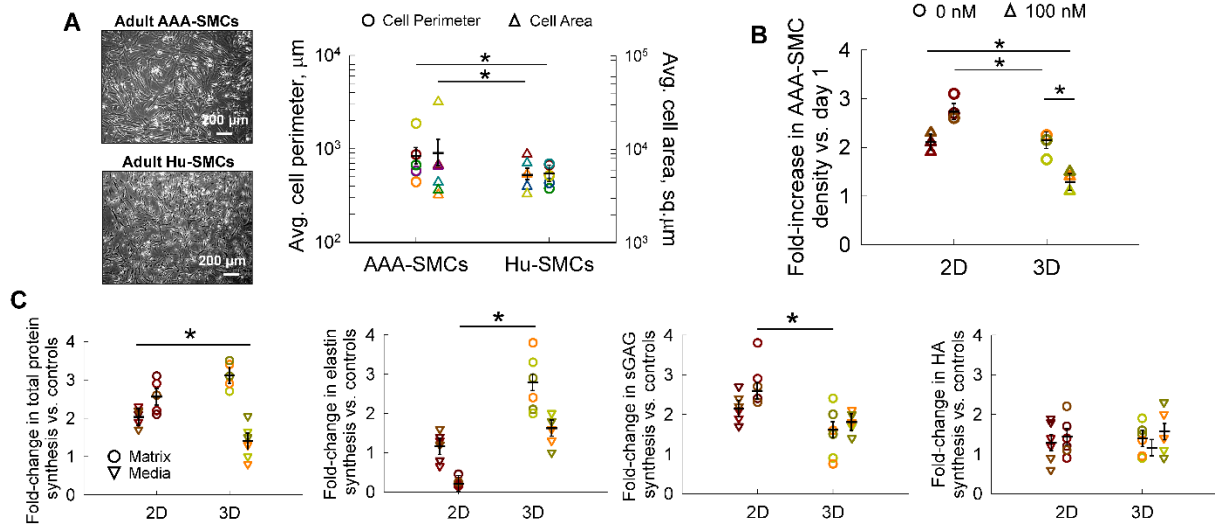 A
Adult AAA-SMCs
200 µm
Adult Hu-SMCs
200 µm
Cell Perimeter
Cell Area
Avg. cell perimeter, µm
10⁴
10³
10²
*
*
10⁵
10⁴
10³
Avg. cell area, sq.µm
AAA-SMCs
Hu-SMCs
B
0 nM
100 nM
Fold-increase in AAA-SMC
density vs. day 1
4
3
2
1
0
*
*
*
2D
3D
C
Fold-change in total protein
synthesis vs. controls
4
3
2
1
0
*
Matrix
Media
2D
3D
Fold-change in elastin
synthesis vs. controls
4
3
2
1
0
*
2D
3D
Fold-change in sGAG
synthesis vs. controls
4
3
2
1
0
*
2D
3D
Fold-change in HA
synthesis vs. controls
4
3
2
1
0
2D
3D